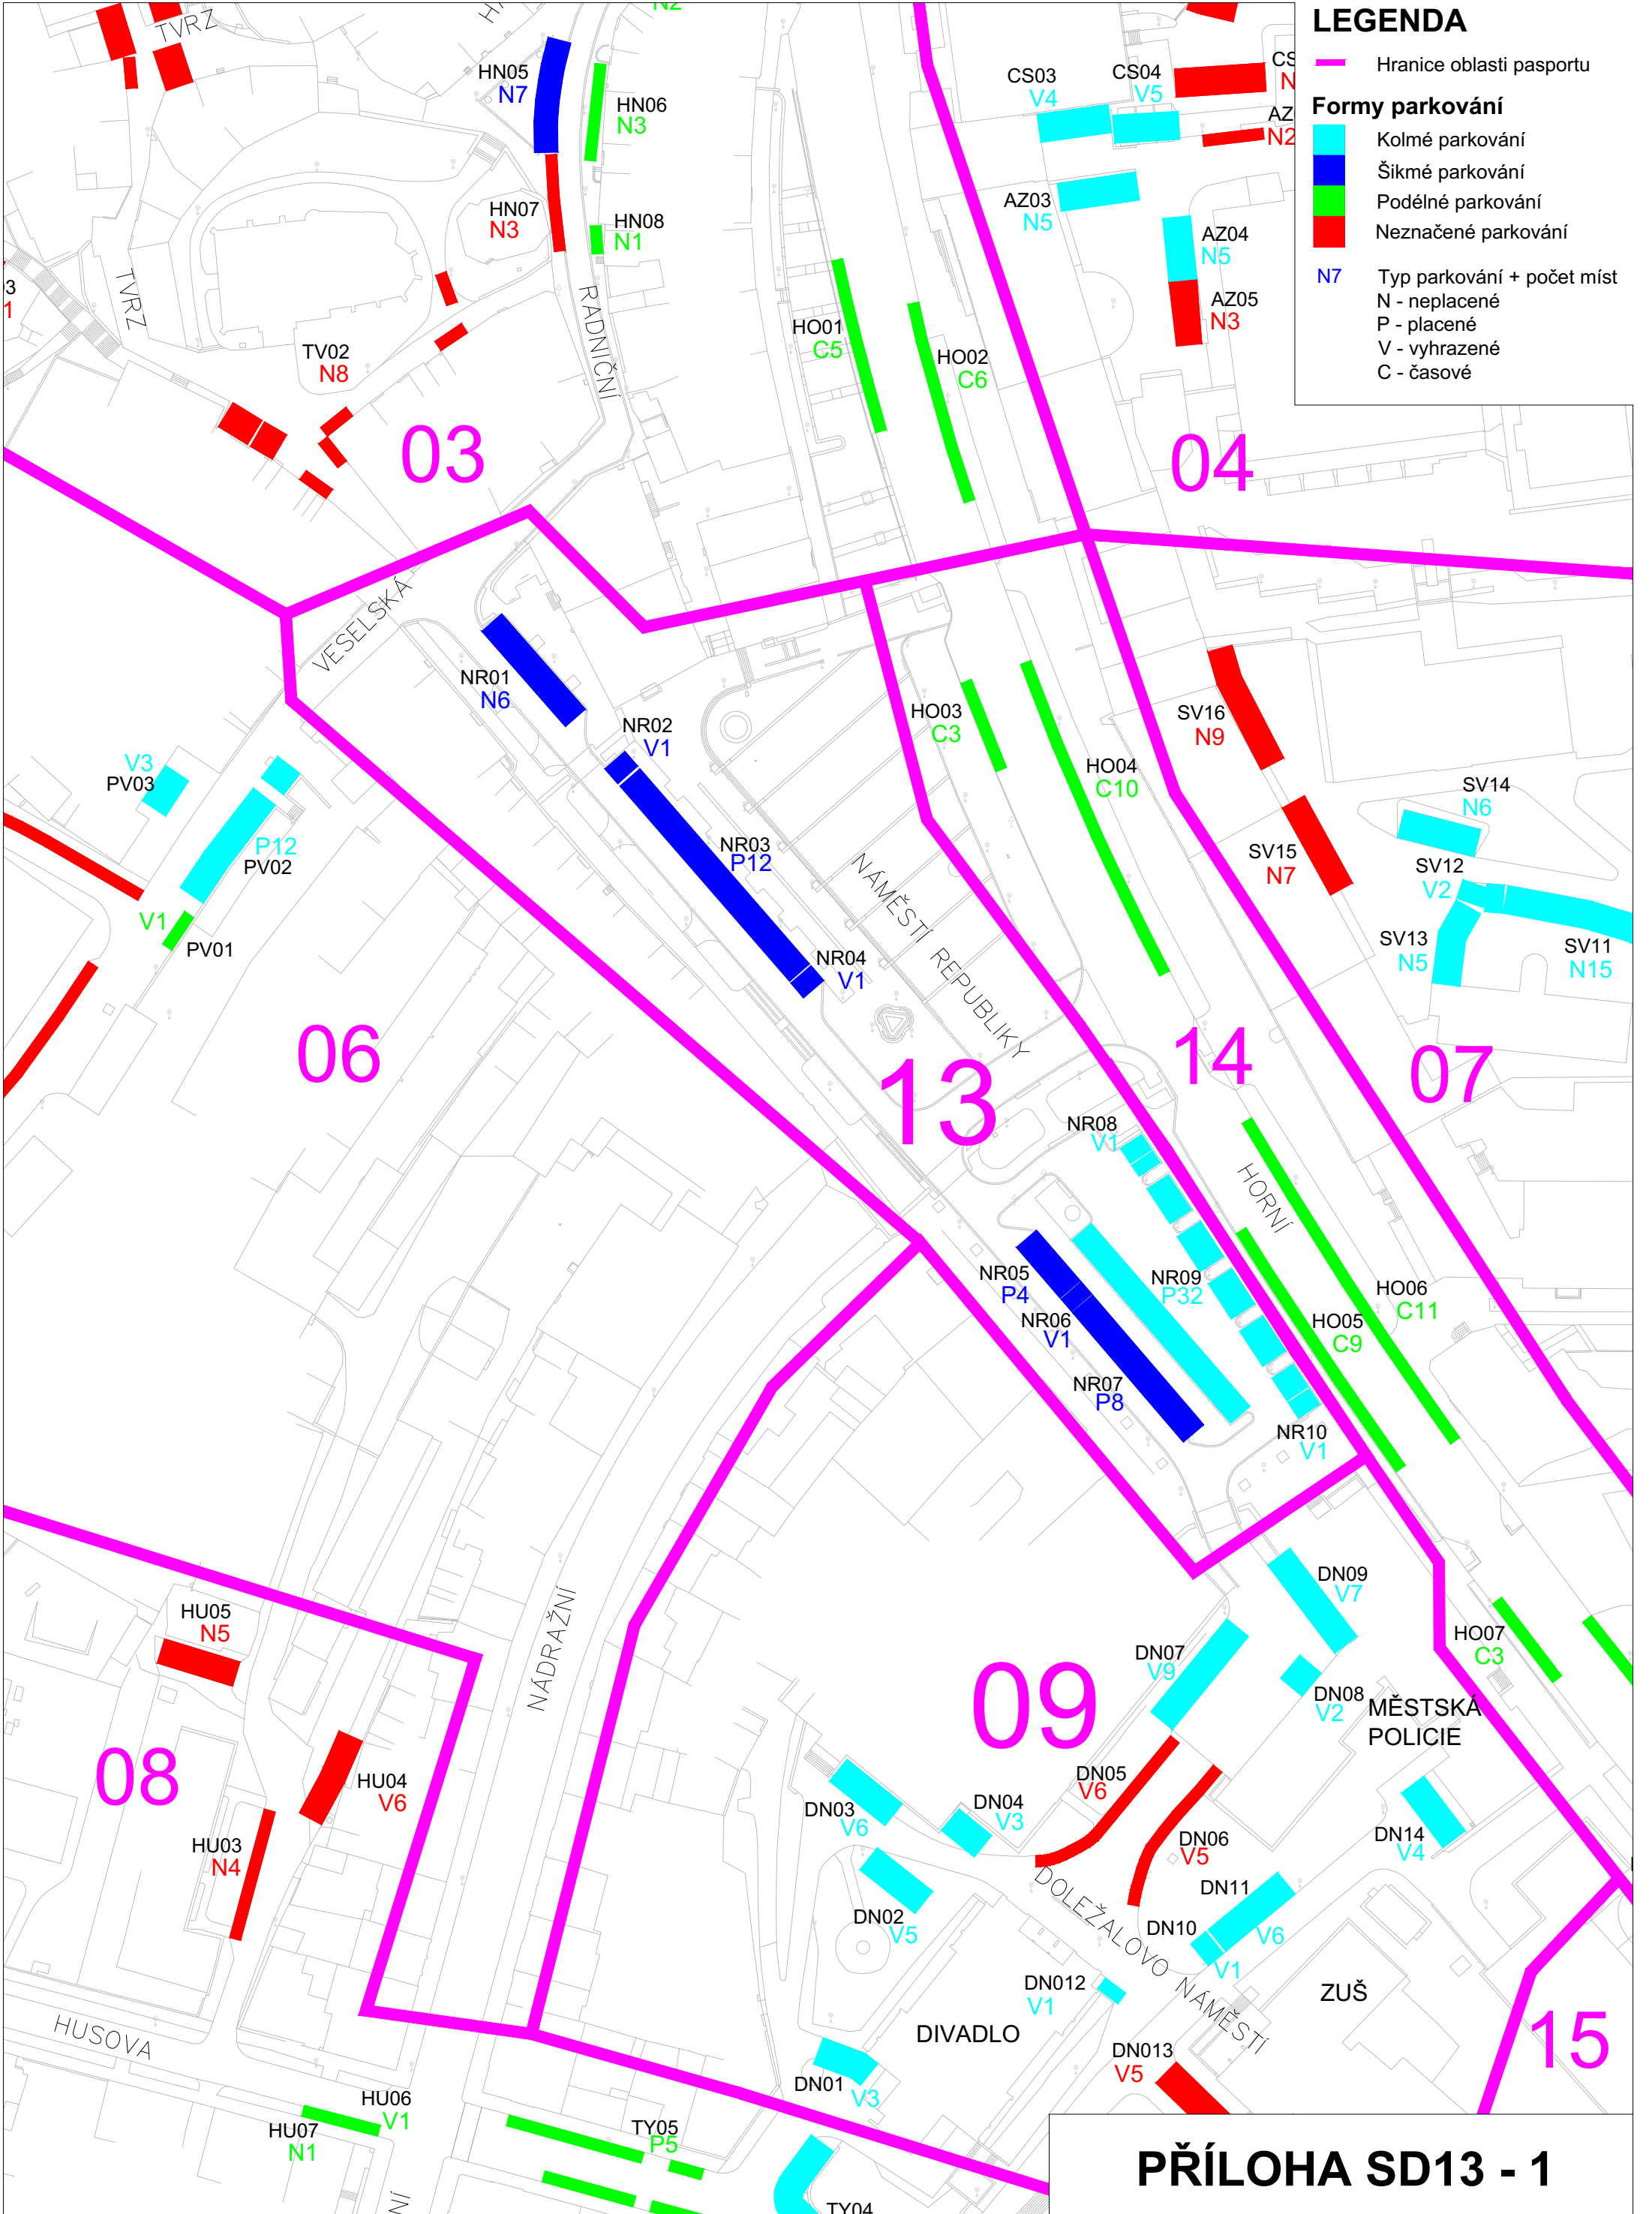 LEGENDA
Hranice oblasti pasportu
Formy parkování
Kolmé parkování
Šikmé parkování
Podélné parkování
Neznačené parkování
N7 Typ parkování + počet míst
N - neplacené
P - placené
V - vyhrazené
C - časové
TVRZ
N2
HN05
N7
HN06
N3
HN07
N3
HN08
N1
CS03
V4
CS04
V5
CS
N
AZ
N2
AZ03
N5
AZ04
N5
AZ05
N3
TVRZ
RADNIČNÍ
03
1
TV02
N8
HO01
C5
HO02
C6
03
04
VESELSKÁ
NR01
N6
NR02
V1
HO03
C3
HO04
C10
SV16
N9
V3
PV03
P12
PV02
V1
PV01
NR03
P12
NR04
V1
NÁMĚSTÍ REPUBLIKY
SV15
N7
SV14
N6
SV12
V2
SV13
N5
SV11
N15
06
13
14
07
NR08
V1
HORNÍ
NR05
P4
NR06
V1
NR07
P8
NR09
P32
HO06
C11
HO05
C9
NR10
V1
NÁDRAŽNÍ
HU05
N5
DN09
V7
HO07
C3
DN07
V9
DN08
V2
MĚSTSKÁ
POLICIE
09
08
HU04
V6
HU03
N4
DN03
V6
DN04
V3
DN05
V6
DN06
V5
DN14
V4
DN02
V5
DN11
V6
DN10
V1
DOLEŽALOVO NÁMĚSTÍ
DN012
V1
ZUŠ
DIVADLO
15
HUSOVA
DN013
V5
DN01
V3
HU06
V1
HU07
N1
TY05
P5
TY04
NÍ
PŘÍLOHA SD13 - 1